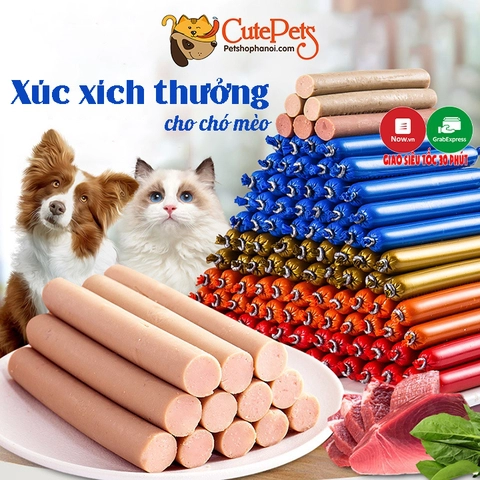 CutePets
Petshophanoi.com
Xúc xích thưởng
cho chó mèo
Now.vn
GrabExpress
GIAO SIÊU TỐC 30 PHÚT